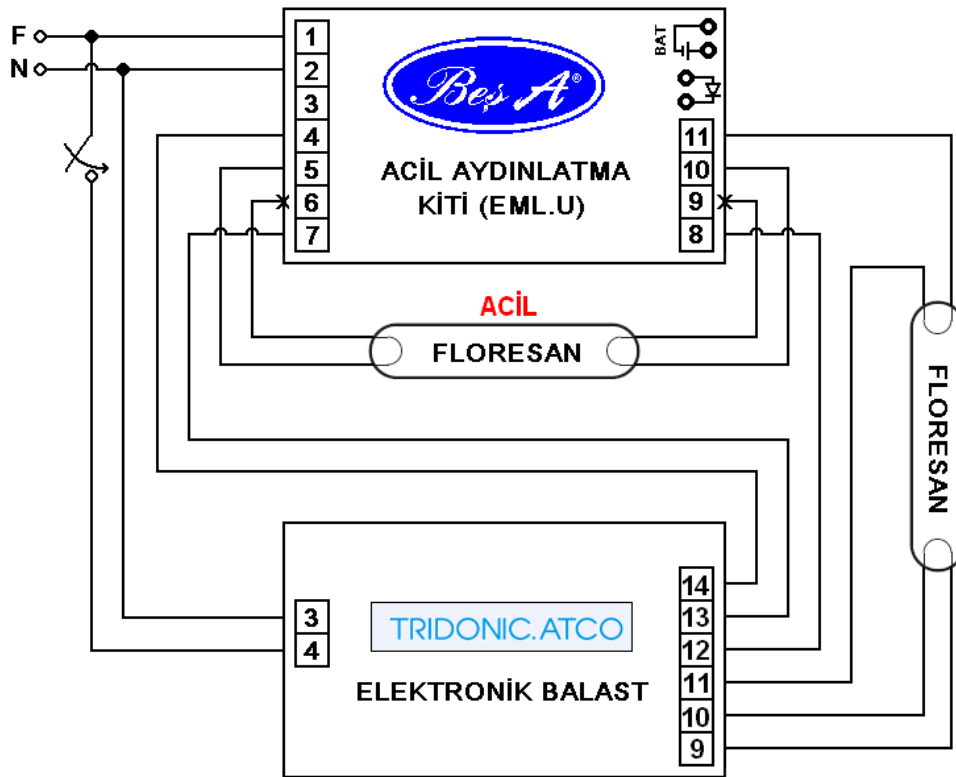 F
N
1
2
3
4
5
6
7
Beş A®
BAT
ACİL AYDINLATMA
KİTİ (EML.U)
11
10
9
8
ACİL
FLORESAN
FLORESAN
3
4
TRIDONIC.ATCO
ELEKTRONİK BALAST
14
13
12
11
10
9